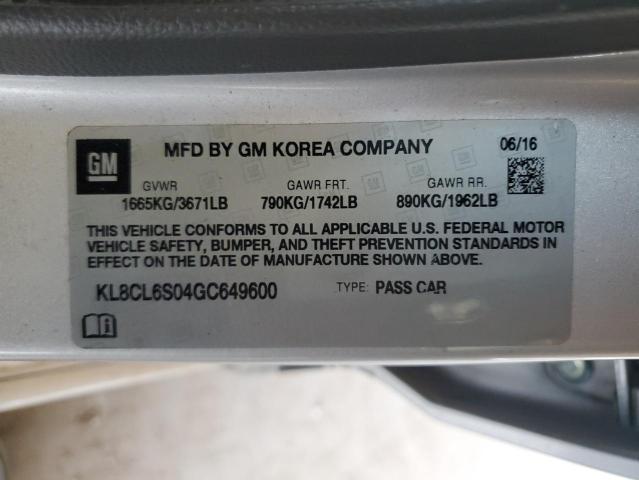 GM MFD BY GM KOREA COMPANY 06/16
GVWR GAWR FRT. GAWR RR.
1665KG/3671LB 790KG/1742LB 890KG/1962LB
THIS VEHICLE CONFORMS TO ALL APPLICABLE U.S. FEDERAL MOTOR
VEHICLE SAFETY, BUMPER, AND THEFT PREVENTION STANDARDS IN
EFFECT ON THE DATE OF MANUFACTURE SHOWN ABOVE.
KL8CL6S04GC649600 TYPE: PASS CAR